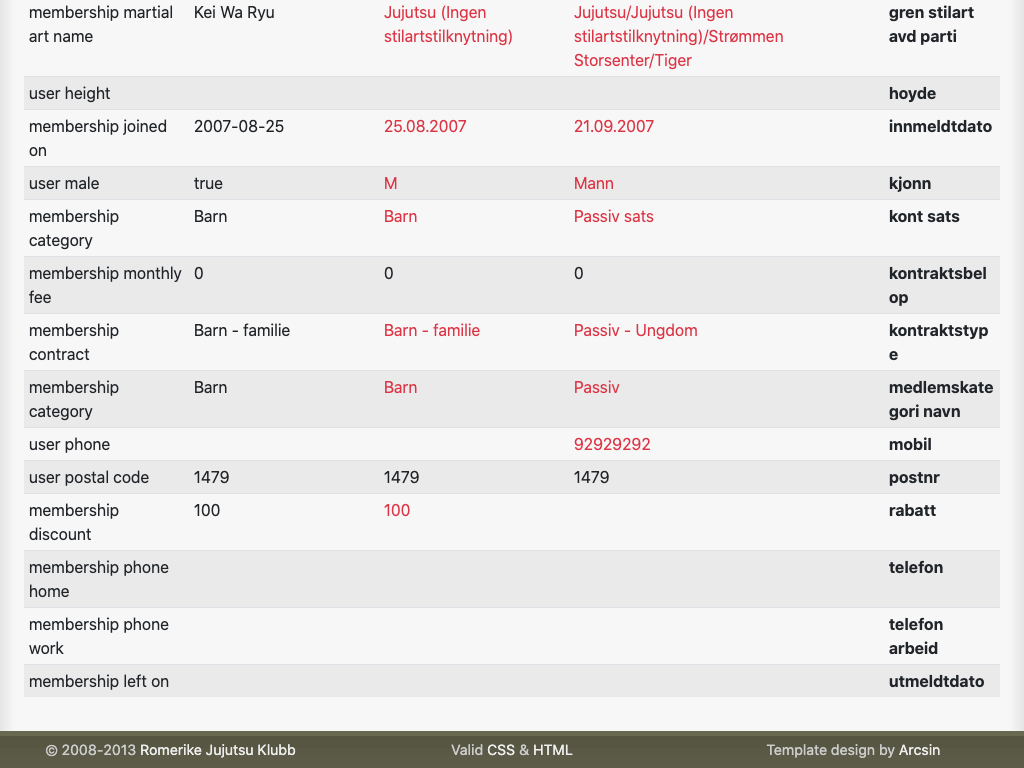 membership martial Kei Wa Ryu Jujutsu (Ingen Jujutsu/Jujutsu (Ingen gren stilart
art name stilartstilknytning) stilartstilknytning)/Strømmen avd parti
Storsenter/Tiger
user height hoyde
membership joined 2007-08-25 25.08.2007 21.09.2007 innmeldtdato
on
user male true M Mann kjonn
membership Barn Barn Passiv sats kont sats
category
membership monthly 0 0 0 kontraktsbel
fee op
membership Barn - familie Barn - familie Passiv - Ungdom kontraktstyp
contract e
membership Barn Barn Passiv medlemskate
category gori navn
user phone 92929292 mobil
user postal code 1479 1479 1479 postnr
membership 100 100 rabatt
discount
membership phone telefon
home
membership phone telefon
work arbeid
membership left on utmeldtdato
© 2008-2013 Romerike Jujutsu Klubb Valid CSS & HTML Template design by Arcsin